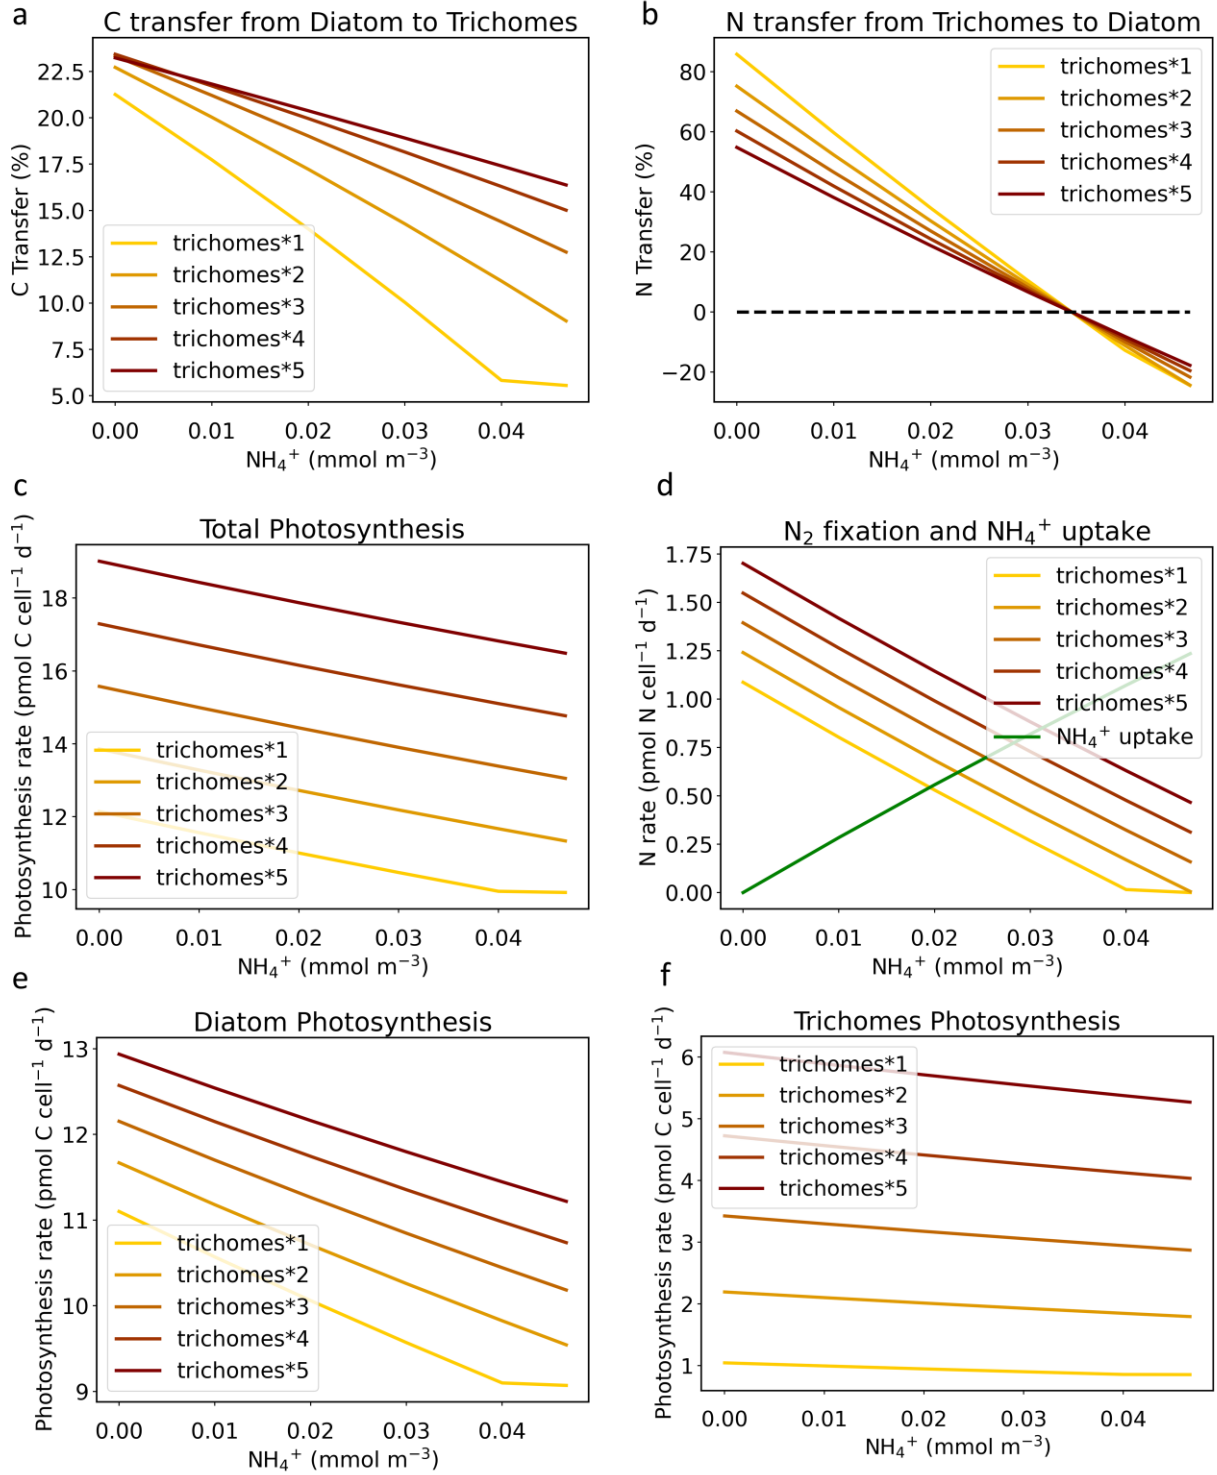 a
C transfer from Diatom to Trichomes
C Transfer (%)
22.5
20.0
17.5
15.0
12.5
10.0
7.5
5.0
trichomes*1
trichomes*2
trichomes*3
trichomes*4
trichomes*5
0.00 0.01 0.02 0.03 0.04
NH₄⁺ (mmol m⁻³)
b
N transfer from Trichomes to Diatom
N Transfer (%)
80
60
40
20
0
−20
trichomes*1
trichomes*2
trichomes*3
trichomes*4
trichomes*5
0.00 0.01 0.02 0.03 0.04
NH₄⁺ (mmol m⁻³)
c
Total Photosynthesis
Photosynthesis rate (pmol C cell⁻¹ d⁻¹)
18
16
14
12
10
trichomes*1
trichomes*2
trichomes*3
trichomes*4
trichomes*5
0.00 0.01 0.02 0.03 0.04
NH₄⁺ (mmol m⁻³)
d
N₂ fixation and NH₄⁺ uptake
N rate (pmol N cell⁻¹ d⁻¹)
1.75
1.50
1.25
1.00
0.75
0.50
0.25
0.00
trichomes*1
trichomes*2
trichomes*3
trichomes*4
trichomes*5
NH₄⁺ uptake
0.00 0.01 0.02 0.03 0.04
NH₄⁺ (mmol m⁻³)
e
Diatom Photosynthesis
Photosynthesis rate (pmol C cell⁻¹ d⁻¹)
13
12
11
10
9
trichomes*1
trichomes*2
trichomes*3
trichomes*4
trichomes*5
0.00 0.01 0.02 0.03 0.04
NH₄⁺ (mmol m⁻³)
f
Trichomes Photosynthesis
Photosynthesis rate (pmol C cell⁻¹ d⁻¹)
6
5
4
3
2
1
trichomes*1
trichomes*2
trichomes*3
trichomes*4
trichomes*5
0.00 0.01 0.02 0.03 0.04
NH₄⁺ (mmol m⁻³)